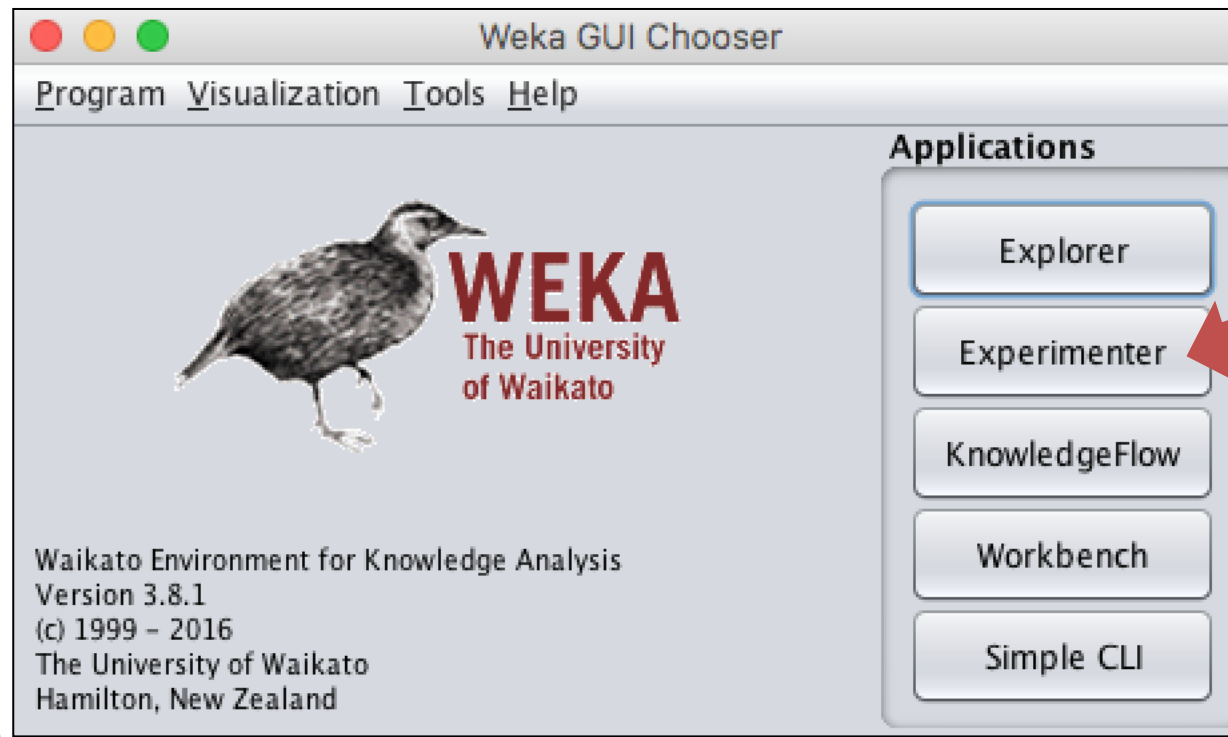 Weka GUI Chooser
Program Visualization Tools Help
Applications
Explorer
Experimenter
KnowledgeFlow
Workbench
Simple CLI
WEKA
The University
of Waikato
Waikato Environment for Knowledge Analysis
Version 3.8.1
(c) 1999 – 2016
The University of Waikato
Hamilton, New Zealand